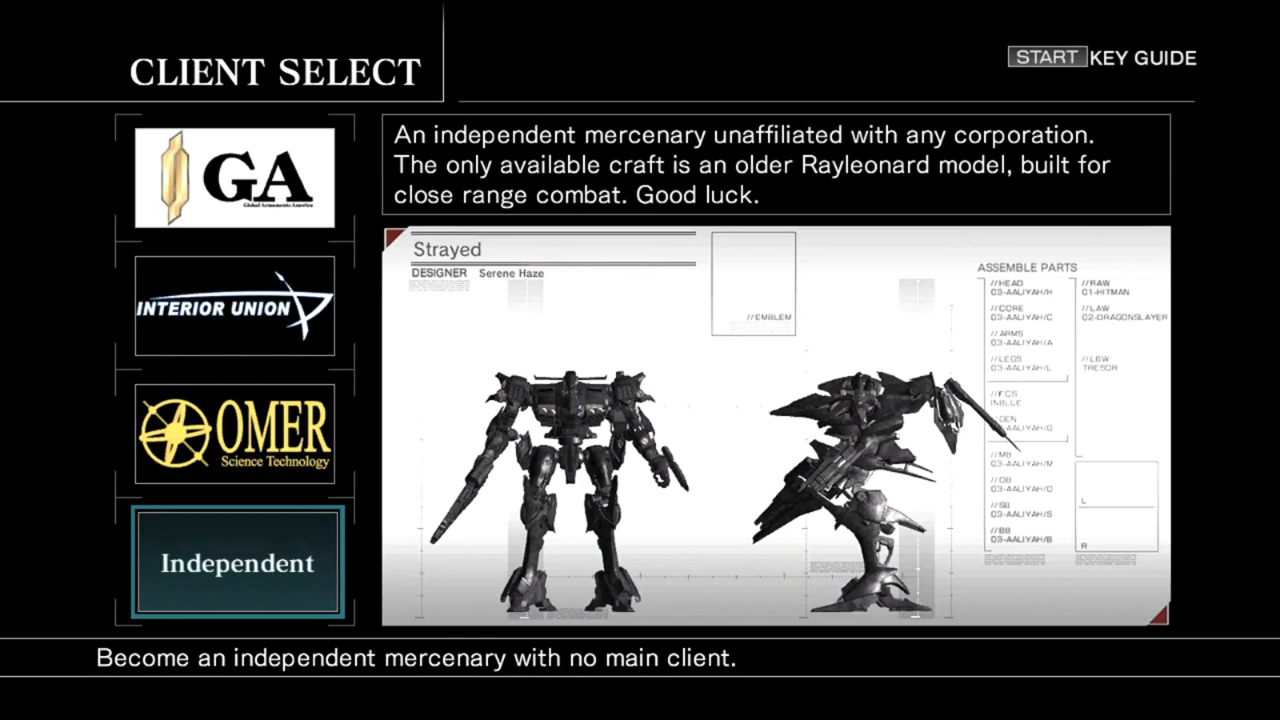 CLIENT SELECT
START KEY GUIDE
GA
Global Armaments America
INTERIOR UNION
OMER
Science Technology
Independent
An independent mercenary unaffiliated with any corporation.
The only available craft is an older Rayleonard model, built for
close range combat. Good luck.
Strayed
DESIGNER Serene Haze
//EMBLEM
ASSEMBLE PARTS
//HEAD
03-AALIYAH/H
//CORE
03-AALIYAH/C
//ARMS
03-AALIYAH/A
//LEGS
03-AALIYAH/L
//FCS
INBLUE
//GEN
AALIYAH/G
//MB
03-AALIYAH/M
//OB
03-AALIYAH/O
//SB
03-AALIYAH/S
//BB
03-AALIYAH/B
//RAW
01-HITMAN
//LAW
02-DRAGONSLAYER
//LBW
TRESOR
L
R
Become an independent mercenary with no main client.